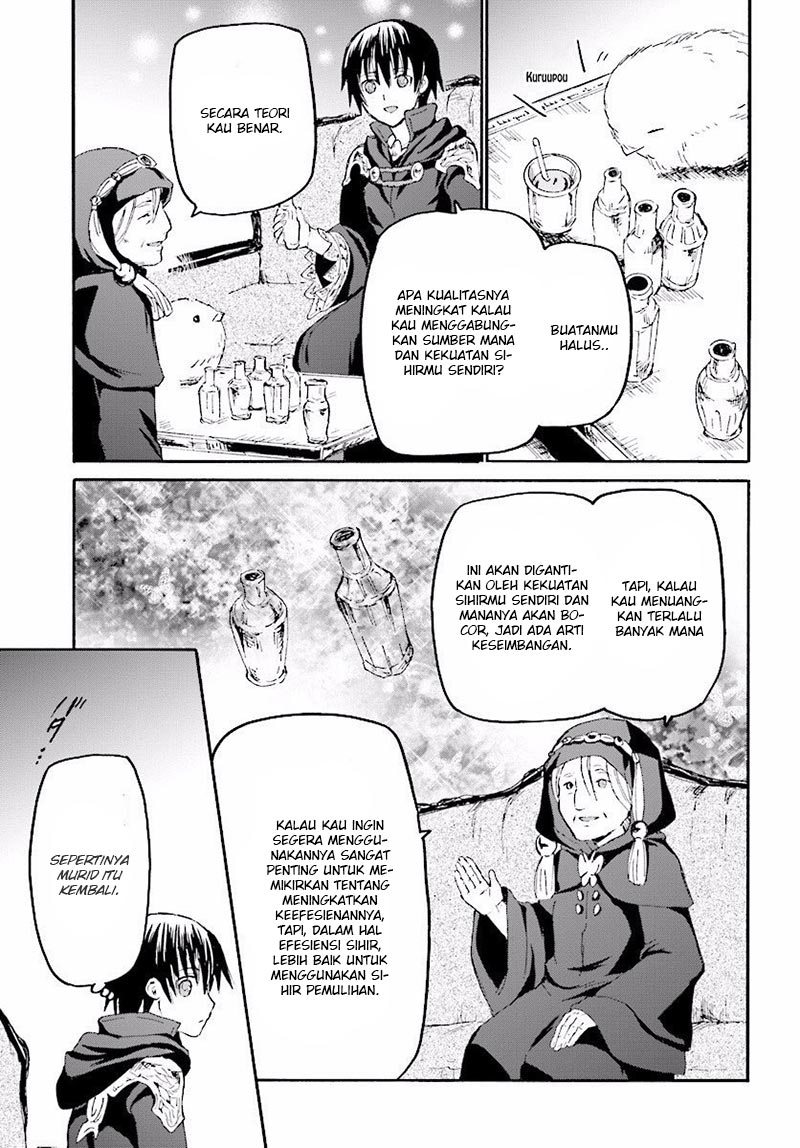 Kuruupou
BUATANMU
HALUS..
APA KUALITASNYA
MENINGKAT KALAU
KAU MENGGABUNG-
KAN SUMBER MANA
DAN KEKUATAN SI-
HIRMU SENDIRI?
SECARA TEORI
KAU BENAR.
TAPI, KALAU
KAU MENUANG-
KAN TERLALU
BANYAK MANA
INI AKAN DIGANTI-
KAN OLEH KEKUATAN
SIHIRMU SENDIRI DAN
MANANYA AKAN BO-
COR, JADI ADA ARTI
KESEIMBANGAN.
KALAU KAU INGIN
SEGERA MENGGU-
NAKANNYA SANGAT
PENTING UNTUK ME-
MIKIRKAN TENTANG
MENINGKATKAN
KEEFESIENANNYA,
TAPI, DALAM HAL
EFESIENSI SIHIR,
LEBIH BAIK UNTUK
MENGGUNAKAN SI-
HIR PEMULIHAN.
SEPERTINYA
MURID ITU
KEMBALI.